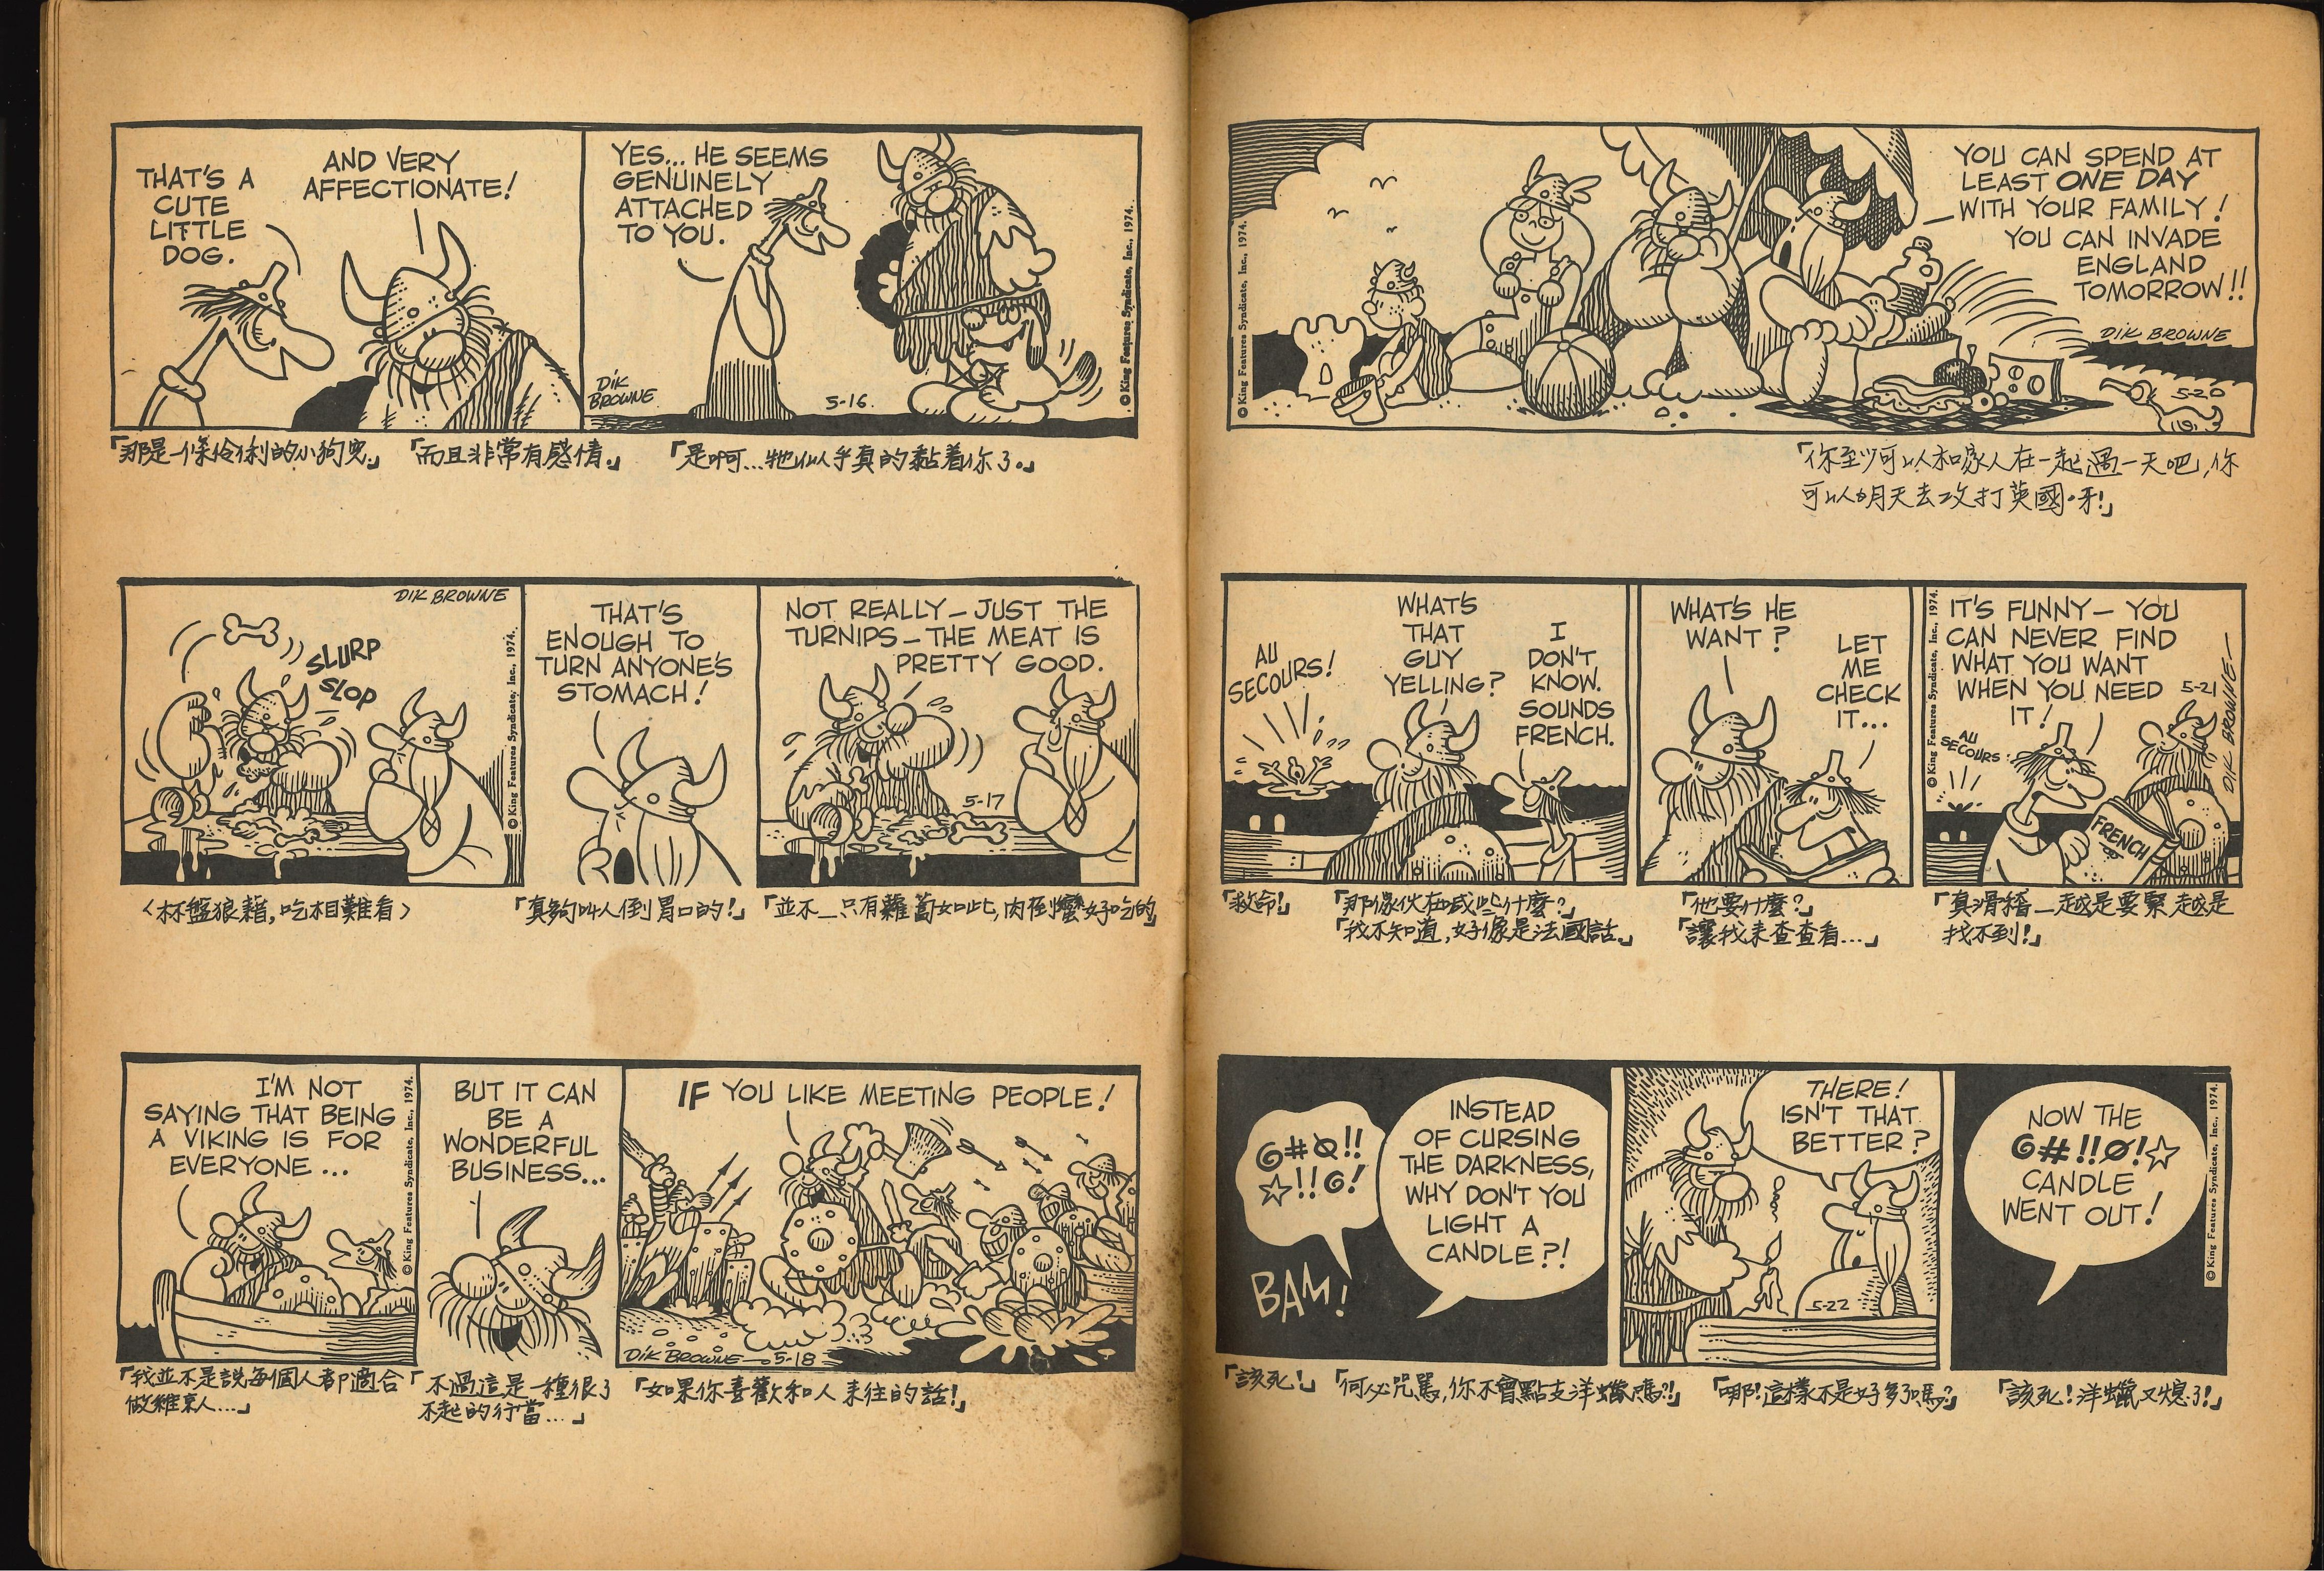 THAT'S A
CUTE
LITTLE
DOG.
AND VERY
AFFECTIONATE!
YES... HE SEEMS
GENUINELY
ATTACHED
TO YOU.
DIK
BROWNE
5-16.
© King Features Syndicate, Inc., 1974.
「那是一條伶俐的小狗兒。」
「而且非常有感情。」
「是啊...牠似乎真的黏着你了。」
DIK BROWNE
SLURP
SLOP
© King Features Syndicate, Inc., 1974.
THAT'S
ENOUGH TO
TURN ANYONE'S
STOMACH!
NOT REALLY — JUST THE
TURNIPS — THE MEAT IS
PRETTY GOOD.
5-17
〈杯盤狼藉,吃相難看〉
「真夠叫人倒胃口的!」
「並不—只有蘿蔔如此,肉倒蠻好吃的
I'M NOT
SAYING THAT BEING
A VIKING IS FOR
EVERYONE...
© King Features Syndicate, Inc., 1974.
BUT IT CAN
BE A
WONDERFUL
BUSINESS...
IF YOU LIKE MEETING PEOPLE!
DIK BROWNE — 5-18
「我並不是說每個人都適合
做維京人...」
「不過這是一種很了
不起的行當...」
「如果你喜歡和人來往的話!」
© King Features Syndicate, Inc., 1974.
YOU CAN SPEND AT
LEAST ONE DAY
WITH YOUR FAMILY!
YOU CAN INVADE
ENGLAND
TOMORROW!!
DIK BROWNE
5-20
「你至少可以和家人在一起過一天吧,你
可以明天去攻打英國呀!」
AU
SECOURS!
WHAT'S
THAT
GUY
YELLING?
I
DON'T
KNOW.
SOUNDS
FRENCH.
WHAT'S HE
WANT?
LET
ME
CHECK
IT...
© King Features Syndicate, Inc., 1974.
IT'S FUNNY — YOU
CAN NEVER FIND
WHAT YOU WANT
WHEN YOU NEED
IT!
5-21
DIK BROWNE —
AU
SECOURS!
FRENCH
「救命!」
「那傢伙在喊些什麼?」
「我不知道,好像是法國話。」
「他要什麼?」
「讓我來查查看...」
「真滑稽—越是要緊越是
找不到!」
@#Ø!!
☆!!@!
BAM!
INSTEAD
OF CURSING
THE DARKNESS,
WHY DON'T YOU
LIGHT A
CANDLE?!
THERE!
ISN'T THAT
BETTER?
5-22
NOW THE
@#!!Ø!☆
CANDLE
WENT OUT!
© King Features Syndicate, Inc., 1974.
「該死!」
「何必咒罵,你不會點支洋蠟嗎?!」
「哪!這樣不是好多了嗎?」
「該死!洋蠟又熄了!」